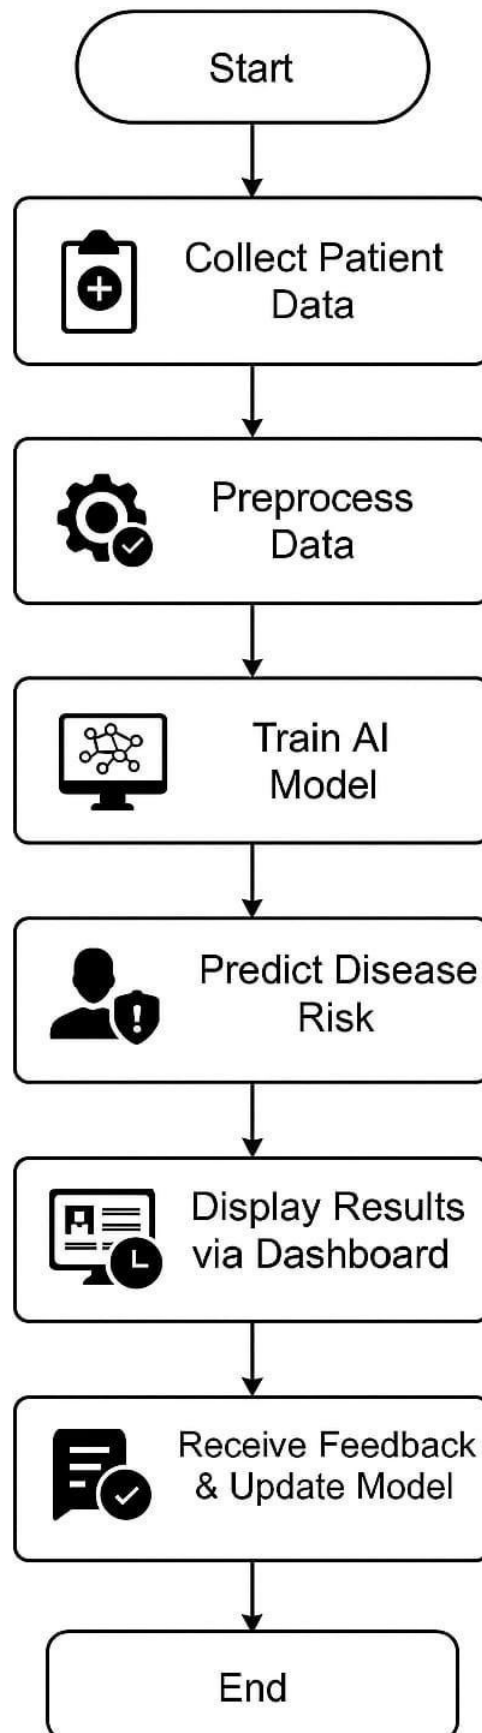 Start
Collect Patient
Data
Preprocess
Data
Train AI
Model
Predict Disease
Risk
Display Results
via Dashboard
Receive Feedback
& Update Model
End